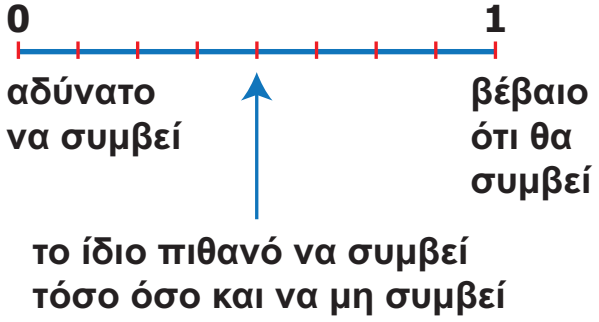 0 1
αδύνατο
να συμβεί
βέβαιο
ότι θα
συμβεί
το ίδιο πιθανό να συμβεί
τόσο όσο και να μη συμβεί